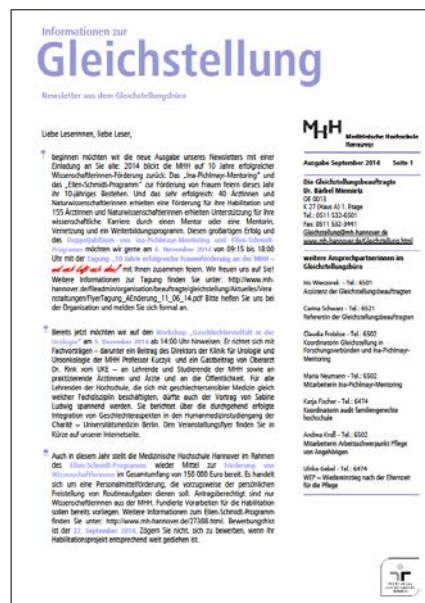 Informationen zur
Gleichstellung
Newsletter aus dem Gleichstellungsbüro
Liebe Leserinnen, liebe Leser,
beginnen möchten wir die neue Ausgabe unseres Newsletters mit einer
Einladung an Sie alle: 2014 blickt die MHH auf 10 Jahre erfolgreicher
Wissenschaftlerinnen-Förderung zurück: Das „Ina-Pichlmayr-Mentoring" und
das „Ellen-Schmidt-Programm" zur Förderung von Frauen feiern dieses Jahr
ihr 10-jähriges Bestehen. Und das sehr erfolgreich: 40 Ärztinnen und
Naturwissenschaftlerinnen erhielten eine Förderung für ihre Habilitation und
155 Ärztinnen und Naturwissenschaftlerinnen erhielten Unterstützung für ihre
wissenschaftliche Karriere durch einen Mentor oder eine Mentorin,
Vernetzung und ein Weiterbildungsprogramm. Diesen großartigen Erfolg und
das Doppeljubiläum von Ina-Pichlmayr-Mentoring und Ellen-Schmidt-
Programm möchten wir gerne am 6. November 2014 von 09:15 bis 18:00
Uhr mit der Tagung „10 Jahre erfolgreiche Frauenförderung an der MHH –
und noch Luft nach oben!" mit Ihnen zusammen feiern. Wir freuen uns auf Sie!
Weitere Informationen zur Tagung finden Sie unter: http://www.mh-
hannover.de/fileadmin/organisation/beauftragte/gleichstellung/Aktuelles/Vera
nstaltungen/FlyerTagung_AEnderung_11_06_14.pdf Bitte helfen Sie uns bei
der Organisation und melden Sie sich formal an.
Bereits jetzt möchten wir auf den Workshop „Geschlechtervielfalt in der
Urologie" am 5. Dezember 2014 ab 14:00 Uhr hinweisen. Er richtet sich mit
Fachvorträgen – darunter ein Beitrag des Direktors der Klinik für Urologie und
Uroonkologie der MHH Professor Kuczyk und ein Gastbeitrag von Oberarzt
Dr. Rink vom UKE – an Lehrende und Studierende der MHH sowie an
praktizierende Ärztinnen und Ärzte und an die Öffentlichkeit. Für alle
Lehrenden der Hochschule, die sich mit geschlechtersensibler Medizin gleich
welcher Fachdisziplin beschäftigten, dürfte auch der Vortrag von Sabine
Ludwig spannend werden. Sie berichtet über die durchgehend erfolgte
Integration von Geschlechteraspekten in den Humanmedizinstudiengang der
Charité – Universitätsmedizin Berlin. Den Veranstaltungsflyer finden Sie in
Kürze auf unserer Internetseite.
Auch in diesem Jahr stellt die Medizinische Hochschule Hannover im Rahmen
des Ellen-Schmidt-Programms wieder Mittel zur Förderung von
Wissenschaftlerinnen im Gesamtumfang von 150 000 Euro bereit. Es handelt
sich um eine Personalmittelförderung, die vorzugsweise der persönlichen
Freistellung von Routineaufgaben dienen soll. Antragsberechtigt sind nur
Wissenschaftlerinnen aus der MHH. Fundierte Vorarbeiten für die Habilitation
sollen bereits vorliegen. Weitere Informationen zum Ellen-Schmidt-Programm
finden Sie unter: http://www.mh-hannover.de/27388.html. Bewerbungsfrist
ist der 22. September 2014. Zögern Sie nicht, sich zu bewerben, wenn Ihr
Habilitationsprojekt entsprechend weit gediehen ist.
MHH Medizinische Hochschule
Hannover
Ausgabe September 2014 Seite 1
Die Gleichstellungsbeauftragte
Dr. Bärbel Miemietz
OE 0013
K 27 (Haus A) 1. Etage
Tel.: 0511 532-6501
Fax: 0511 532-3441
Gleichstellung@mh-hannover.de
www.mh-hannover.de/gleichstellung.html
weitere Ansprechpartnerinnen im
Gleichstellungsbüro
Iris Wieczorek - Tel.: 6501
Assistenz der Gleichstellungsbeauftragten
Carina Schwarz - Tel.: 6521
Referentin der Gleichstellungsbeauftragten
Claudia Froböse - Tel.: 6502
Koordinatorin Gleichstellung in
Forschungsverbünden und Ina-Pichlmayr-
Mentoring
Maria Neumann - Tel.: 6502
Mitarbeiterin Ina-Pichlmayr-Mentoring
Katja Fischer - Tel.: 6474
Koordinatorin audit familiengerechte
hochschule
Andrea Kroß - Tel.: 6502
Mitarbeiterin Arbeitsschwerpunkt Pflege
von Angehörigen
Ulrike Gabel - Tel.: 6474
WEP – Wiedereinstieg nach der Elternzeit
für die Pflege